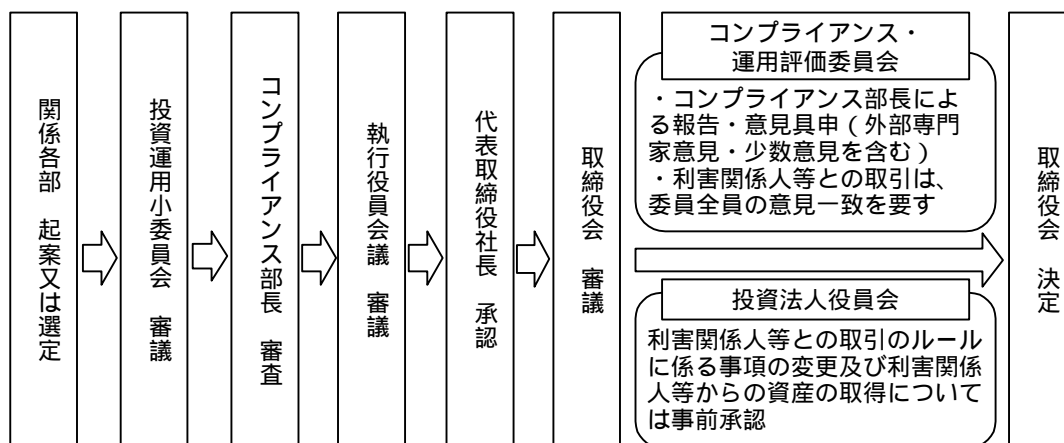 関係各部 起案又は選定
投資運用小委員会 審議
コンプライアンス部長 審査
執行役員会議 審議
代表取締役社長 承認
取締役会 審議
コンプライアンス・
運用評価委員会
・コンプライアンス部長によ
る報告・意見具申（外部専門
家意見・少数意見を含む）
・利害関係人等との取引は、
委員全員の意見一致を要す
投資法人役員会
利害関係人等との取引のルール
に係る事項の変更及び利害関係
人等からの資産の取得について
は事前承認
取締役会 決定